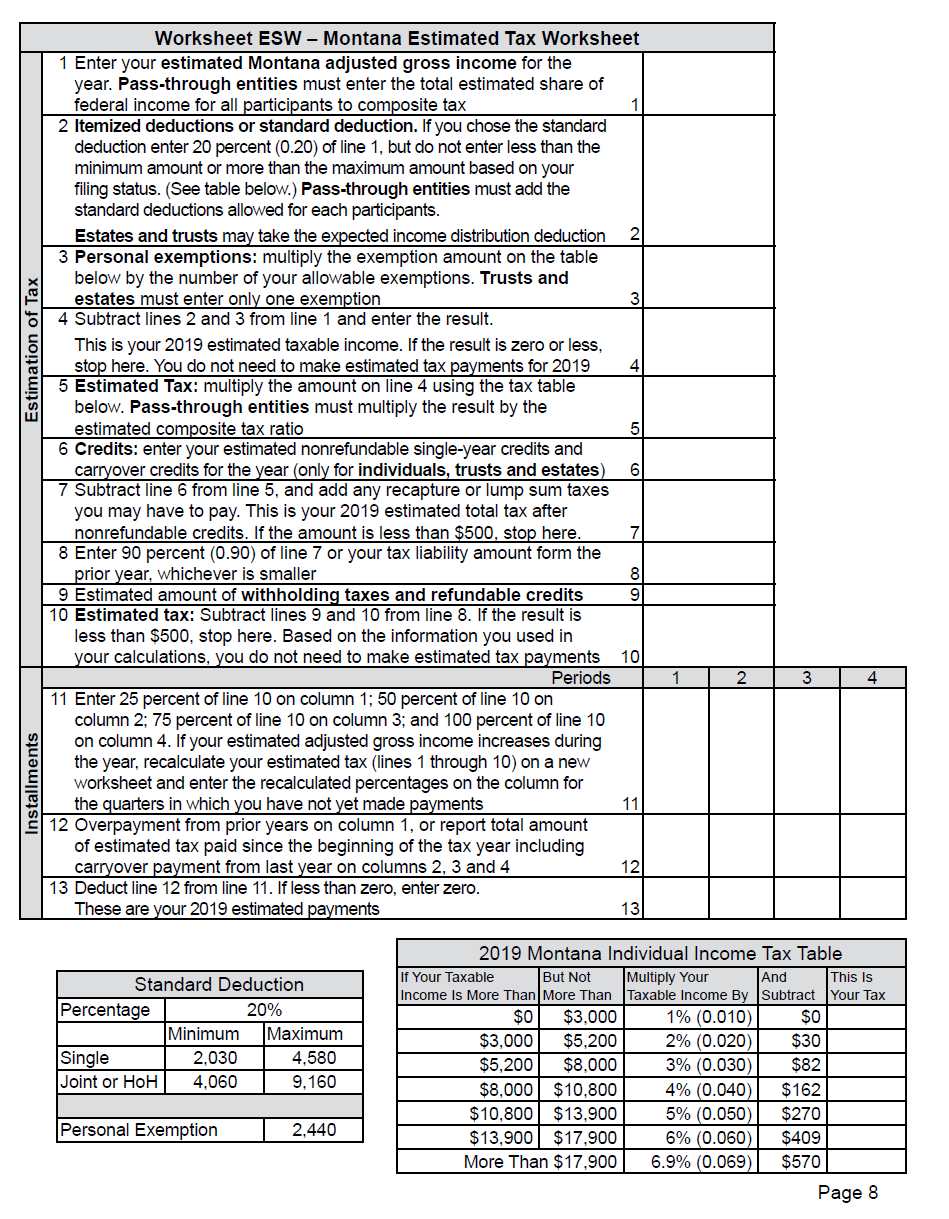 Worksheet ESW – Montana Estimated Tax Worksheet
Estimation of Tax
1 Enter your estimated Montana adjusted gross income for the
year. Pass-through entities must enter the total estimated share of
federal income for all participants to composite tax 1
2 Itemized deductions or standard deduction. If you chose the standard
deduction enter 20 percent (0.20) of line 1, but do not enter less than the
minimum amount or more than the maximum amount based on your
filing status. (See table below.) Pass-through entities must add the
standard deductions allowed for each participants.
Estates and trusts may take the expected income distribution deduction 2
3 Personal exemptions: multiply the exemption amount on the table
below by the number of your allowable exemptions. Trusts and
estates must enter only one exemption 3
4 Subtract lines 2 and 3 from line 1 and enter the result.
This is your 2019 estimated taxable income. If the result is zero or less,
stop here. You do not need to make estimated tax payments for 2019 4
5 Estimated Tax: multiply the amount on line 4 using the tax table
below. Pass-through entities must multiply the result by the
estimated composite tax ratio 5
6 Credits: enter your estimated nonrefundable single-year credits and
carryover credits for the year (only for individuals, trusts and estates) 6
7 Subtract line 6 from line 5, and add any recapture or lump sum taxes
you may have to pay. This is your 2019 estimated total tax after
nonrefundable credits. If the amount is less than $500, stop here. 7
8 Enter 90 percent (0.90) of line 7 or your tax liability amount form the
prior year, whichever is smaller 8
9 Estimated amount of withholding taxes and refundable credits 9
10 Estimated tax: Subtract lines 9 and 10 from line 8. If the result is
less than $500, stop here. Based on the information you used in
your calculations, you do not need to make estimated tax payments 10
Installments
Periods 1 2 3 4
11 Enter 25 percent of line 10 on column 1; 50 percent of line 10 on
column 2; 75 percent of line 10 on column 3; and 100 percent of line 10
on column 4. If your estimated adjusted gross income increases during
the year, recalculate your estimated tax (lines 1 through 10) on a new
worksheet and enter the recalculated percentages on the column for
the quarters in which you have not yet made payments 11
12 Overpayment from prior years on column 1, or report total amount
of estimated tax paid since the beginning of the tax year including
carryover payment from last year on columns 2, 3 and 4 12
13 Deduct line 12 from line 11. If less than zero, enter zero.
These are your 2019 estimated payments 13
Standard Deduction
Percentage 20%
Minimum Maximum
Single 2,030 4,580
Joint or HoH 4,060 9,160
Personal Exemption 2,440
2019 Montana Individual Income Tax Table
If Your Taxable But Not Multiply Your And This Is
Income Is More Than More Than Taxable Income By Subtract Your Tax
$0 $3,000 1% (0.010) $0
$3,000 $5,200 2% (0.020) $30
$5,200 $8,000 3% (0.030) $82
$8,000 $10,800 4% (0.040) $162
$10,800 $13,900 5% (0.050) $270
$13,900 $17,900 6% (0.060) $409
More Than $17,900 6.9% (0.069) $570
Page 8